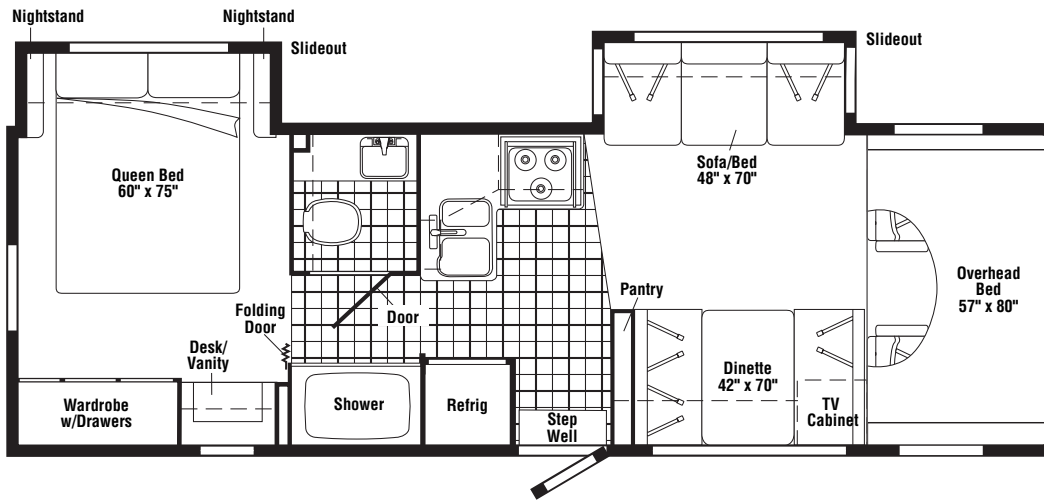 Nightstand
Nightstand
Slideout
Slideout
Queen Bed
60" x 75"
Sofa/Bed
48" x 70"
Overhead
Bed
57" x 80"
Pantry
Folding
Door
Door
Desk/
Vanity
Dinette
42" x 70"
Wardrobe
w/Drawers
Shower
Refrig
Step
Well
TV
Cabinet